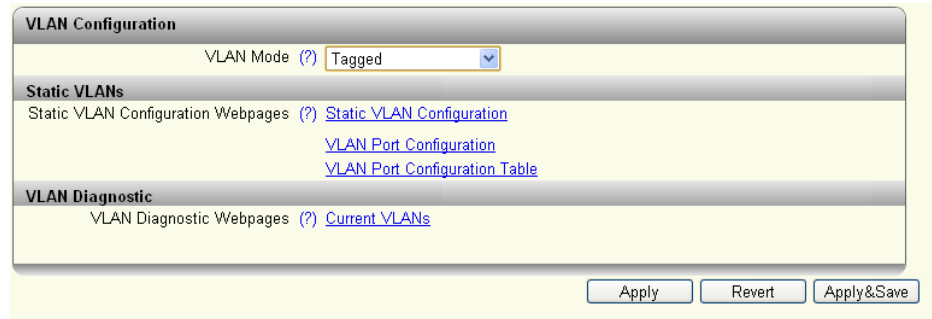 VLAN Configuration
VLAN Mode (?) Tagged
Static VLANs
Static VLAN Configuration Webpages (?) Static VLAN Configuration
VLAN Port Configuration
VLAN Port Configuration Table
VLAN Diagnostic
VLAN Diagnostic Webpages (?) Current VLANs
Apply Revert Apply&Save